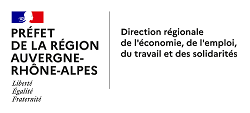 PRÉFET
DE LA RÉGION
AUVERGNE-
RHÔNE-ALPES
Liberté
Égalité
Fraternité
Direction régionale
de l'économie, de l'emploi,
du travail et des solidarités